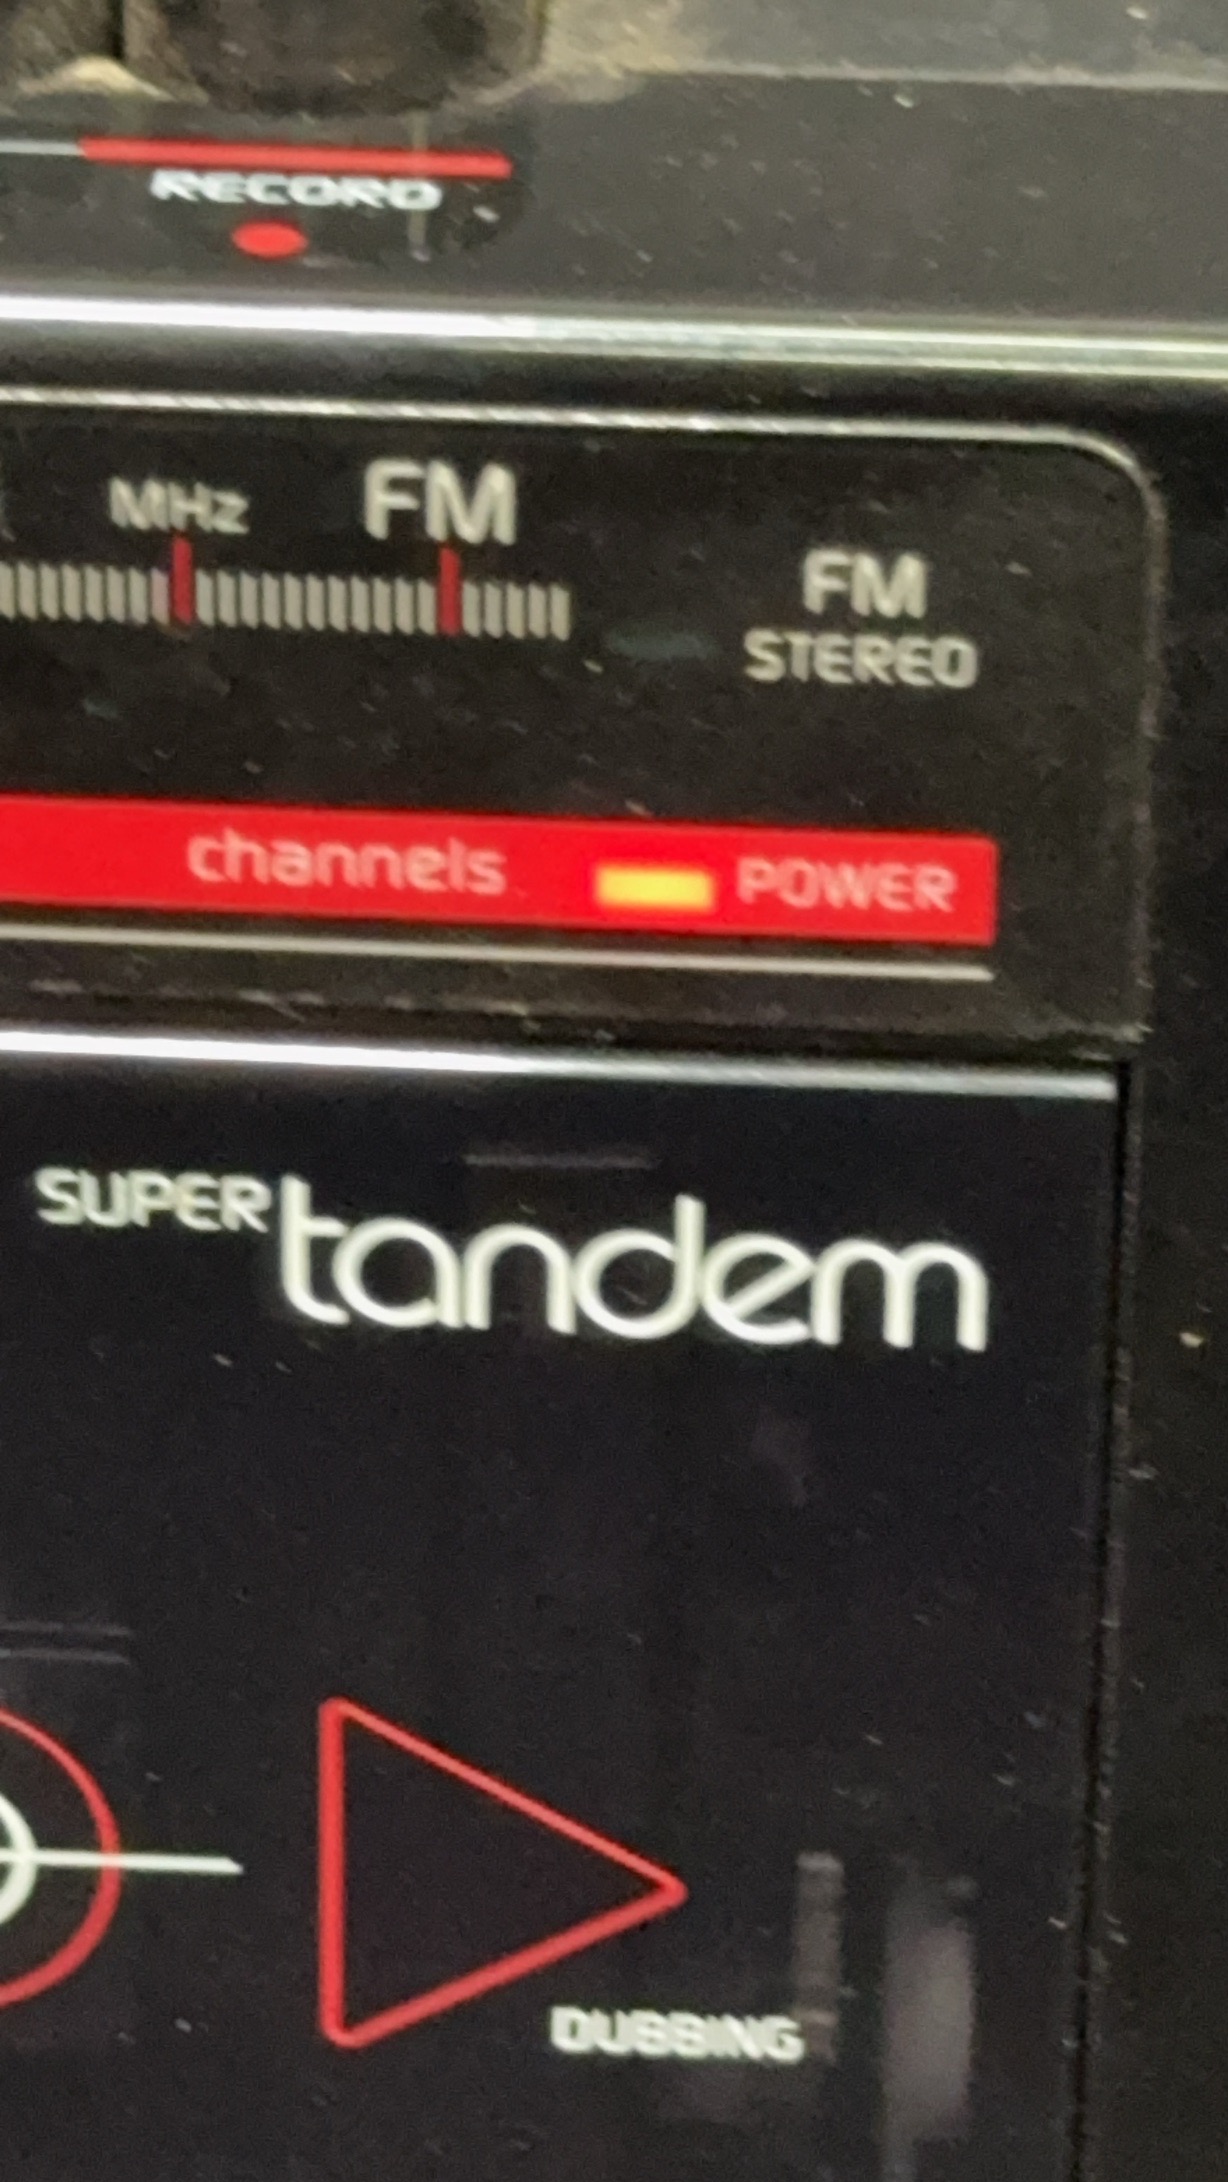 RECORD
MHz FM
FM
STEREO
channels POWER
SUPER tandem
DUBBING